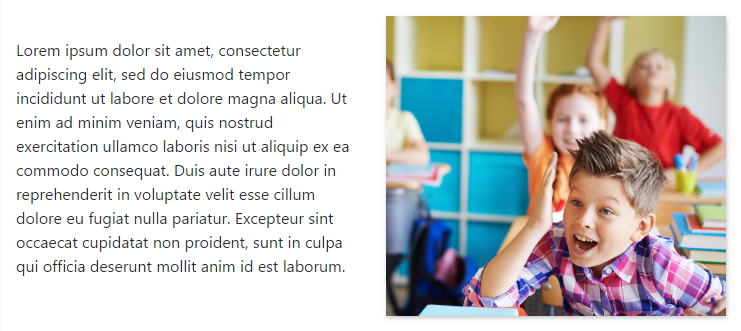 Lorem ipsum dolor sit amet, consectetur
adipiscing elit, sed do eiusmod tempor
incididunt ut labore et dolore magna aliqua. Ut
enim ad minim veniam, quis nostrud
exercitation ullamco laboris nisi ut aliquip ex ea
commodo consequat. Duis aute irure dolor in
reprehenderit in voluptate velit esse cillum
dolore eu fugiat nulla pariatur. Excepteur sint
occaecat cupidatat non proident, sunt in culpa
qui officia deserunt mollit anim id est laborum.